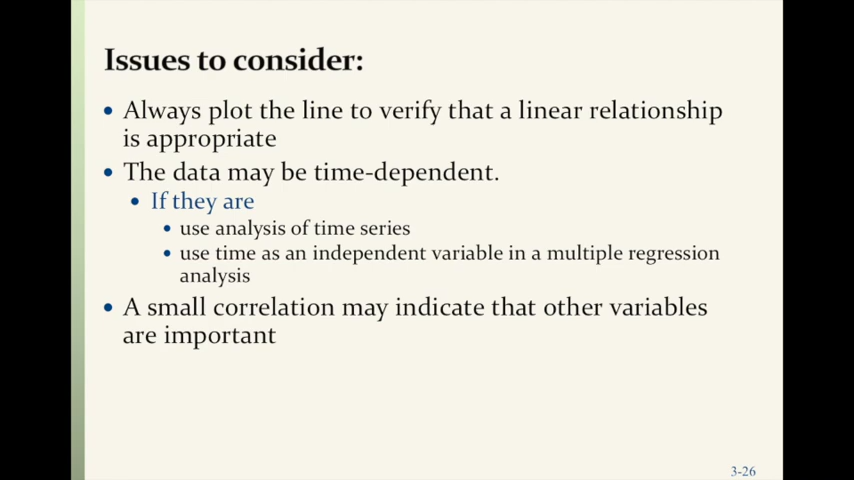 Issues to consider:
• Always plot the line to verify that a linear relationship
is appropriate
• The data may be time-dependent.
• If they are
• use analysis of time series
• use time as an independent variable in a multiple regression
analysis
• A small correlation may indicate that other variables
are important
3-26